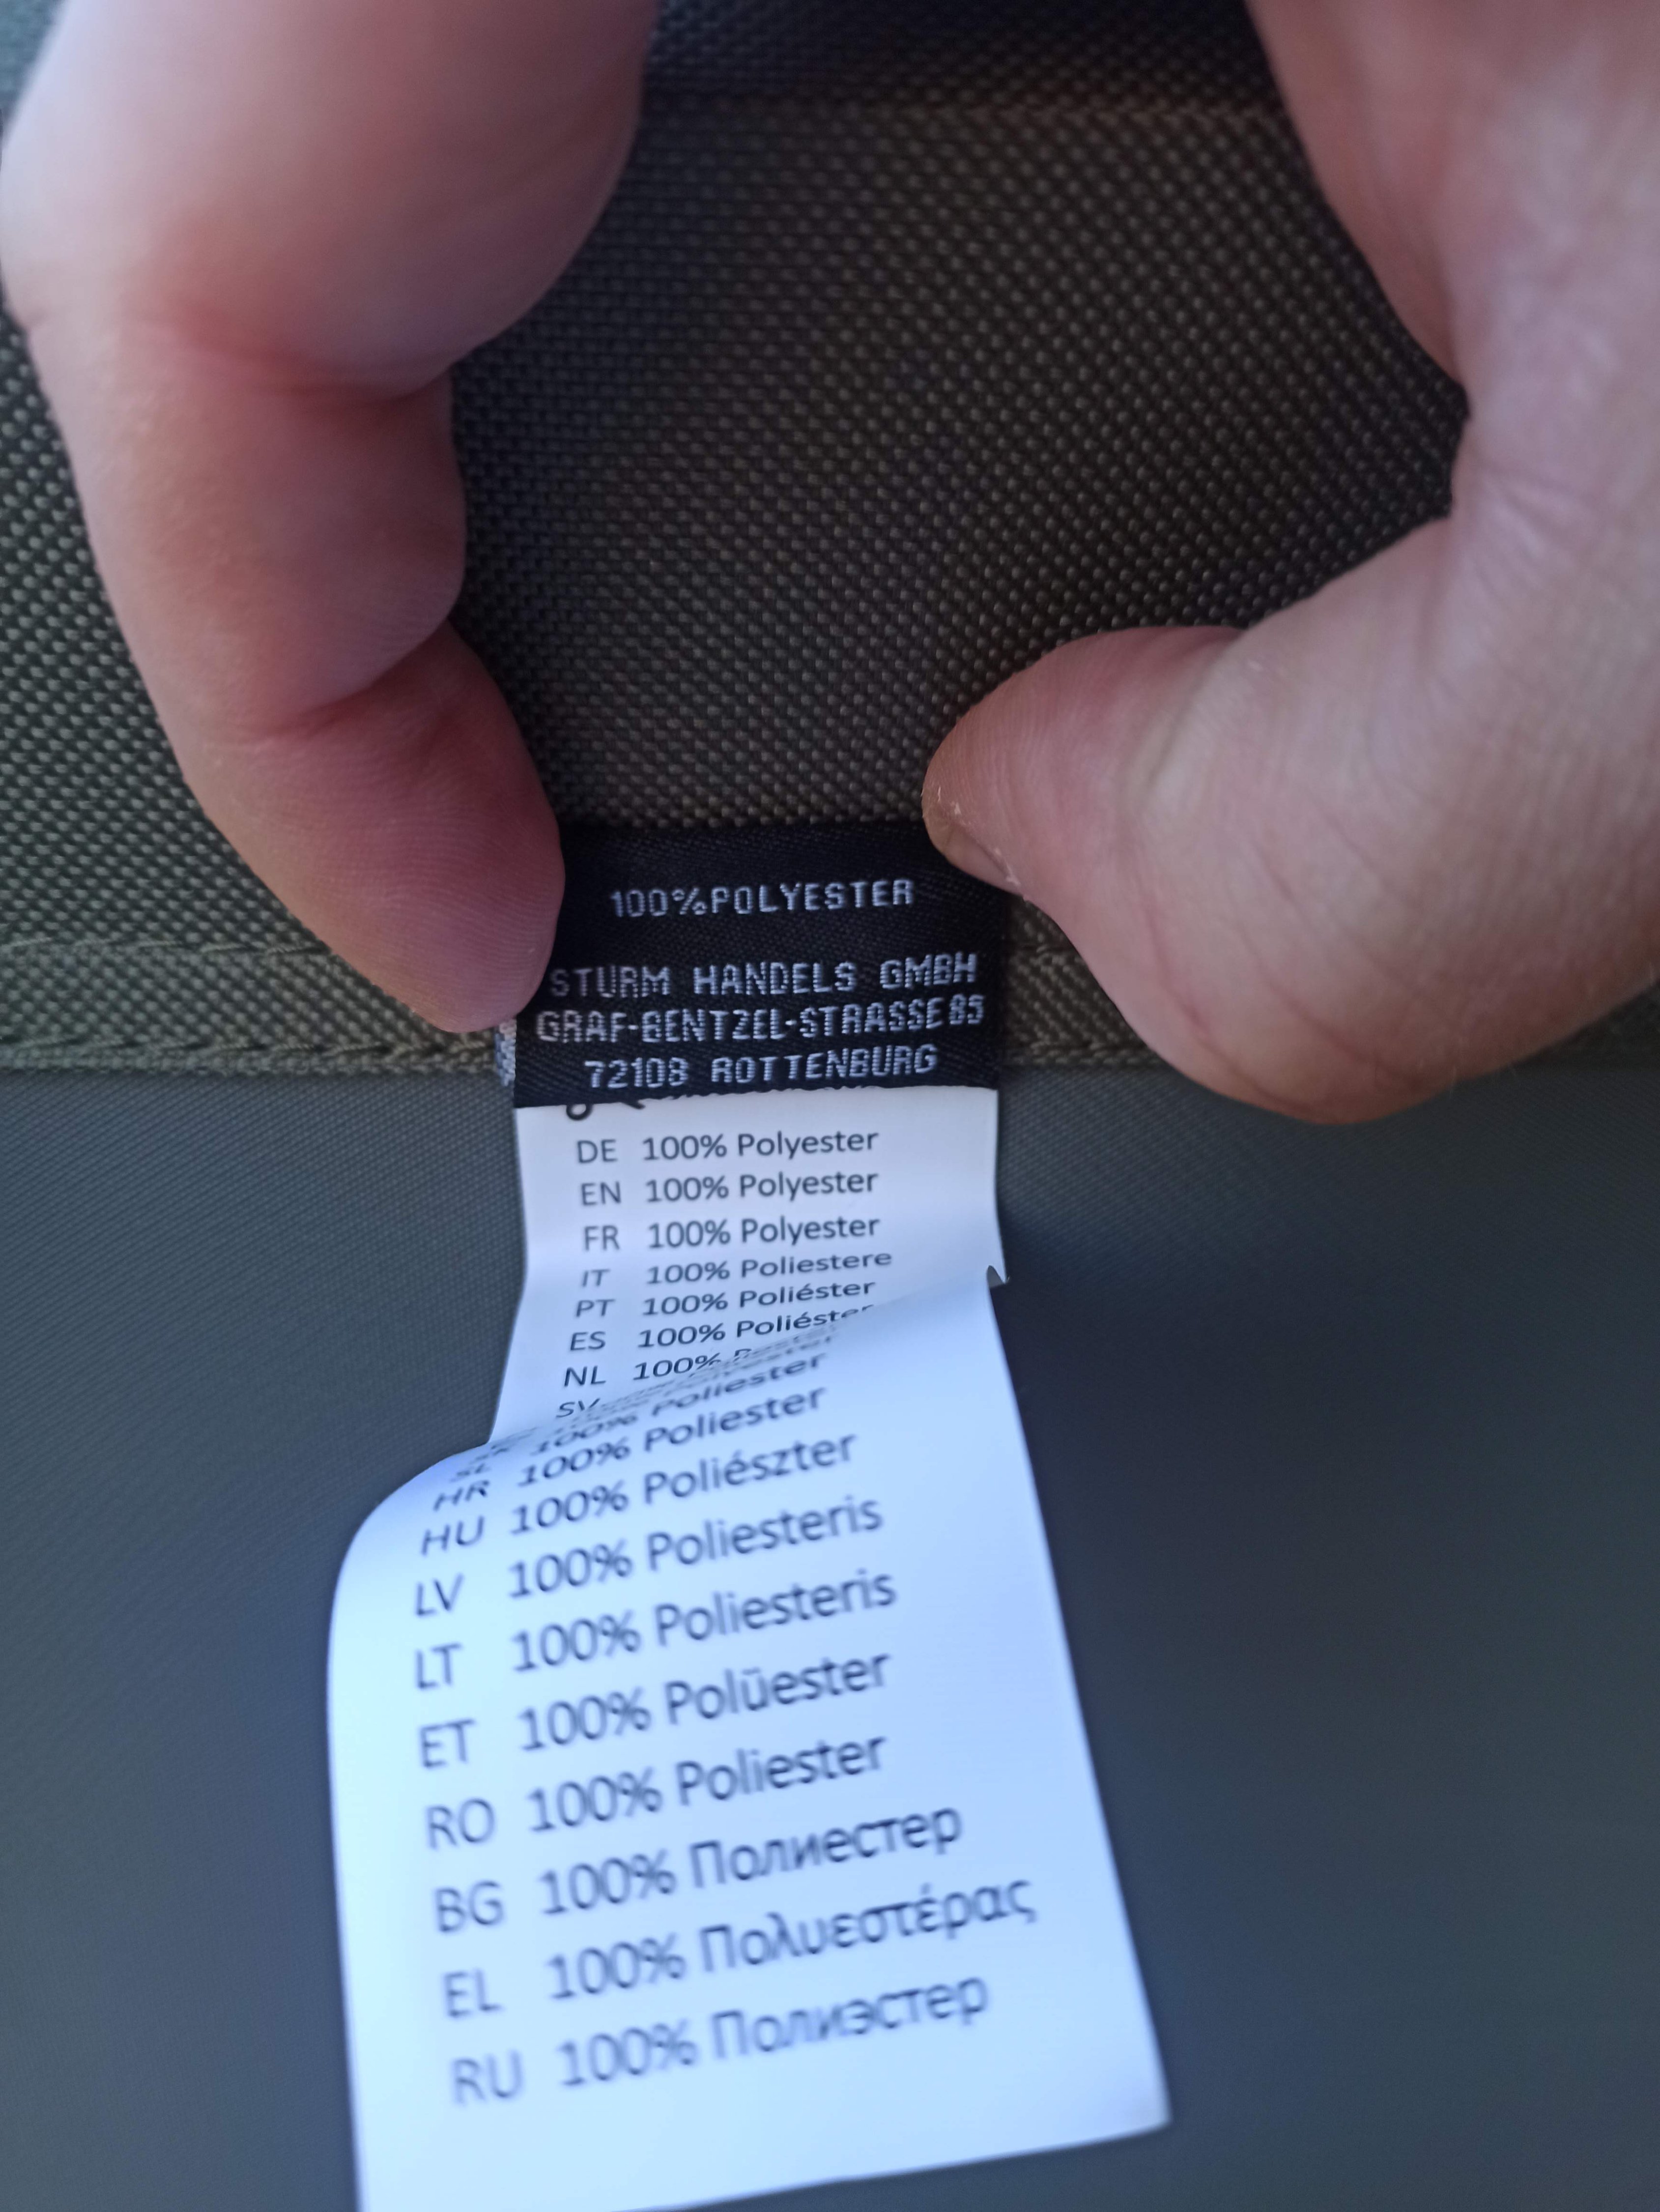 100%POLYESTER
STURM HANDELS GMBH
GRAF-BENTZEL-STRASSE 85
72108 ROTTENBURG
DE 100% Polyester
EN 100% Polyester
FR 100% Polyester
IT 100% Poliestere
PT 100% Poliéster
ES 100% Poliéster
NL 100%
SV
SL 100% Poliester
HR 100% Poliester
HU 100% Poliészter
LV 100% Poliesteris
LT 100% Poliesteris
ET 100% Polüester
RO 100% Poliester
BG 100% Полиестер
EL 100% Πολυεστέρας
RU 100% Полиэстер